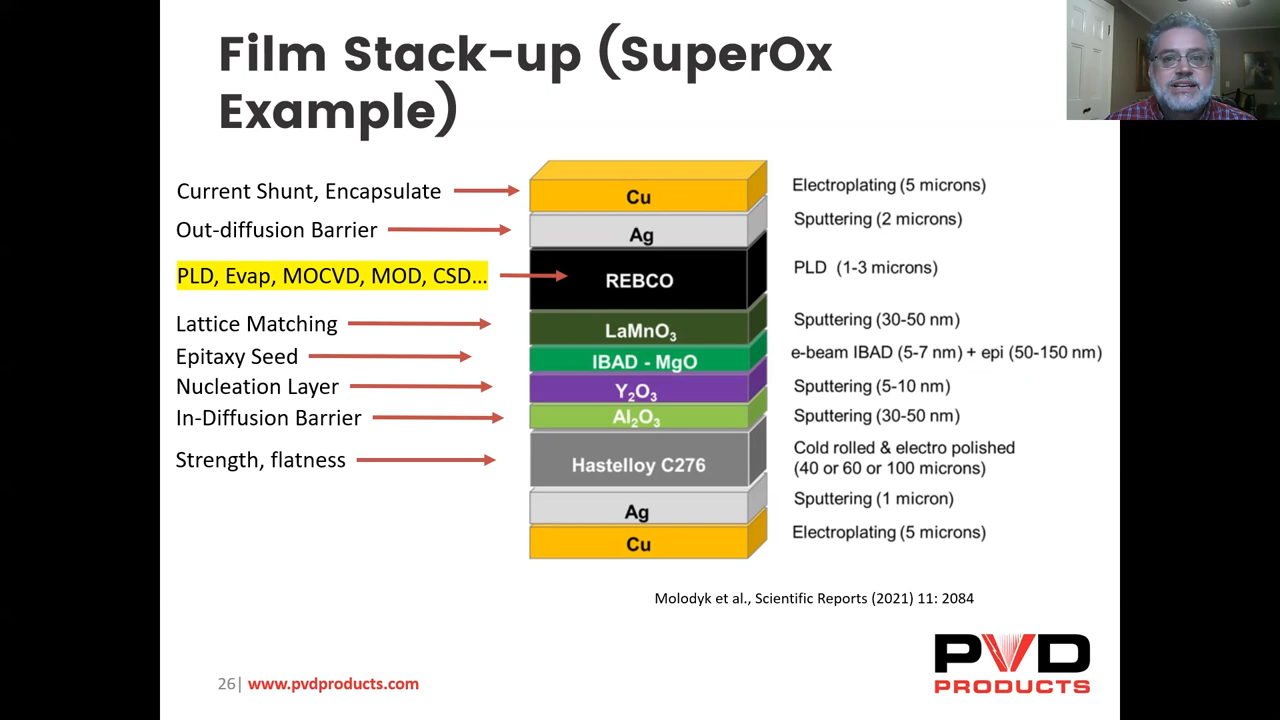 Film Stack-up (SuperOx
Example)
Current Shunt, Encapsulate
Out-diffusion Barrier
PLD, Evap, MOCVD, MOD, CSD...
Lattice Matching
Epitaxy Seed
Nucleation Layer
In-Diffusion Barrier
Strength, flatness
Cu
Ag
REBCO
LaMnO₃
IBAD - MgO
Y₂O₃
Al₂O₃
Hastelloy C276
Ag
Cu
Electroplating (5 microns)
Sputtering (2 microns)
PLD (1-3 microns)
Sputtering (30-50 nm)
e-beam IBAD (5-7 nm) + epi (50-150 nm)
Sputtering (5-10 nm)
Sputtering (30-50 nm)
Cold rolled & electro polished
(40 or 60 or 100 microns)
Sputtering (1 micron)
Electroplating (5 microns)
Molodyk et al., Scientific Reports (2021) 11: 2084
26| www.pvdproducts.com
PVD
PRODUCTS